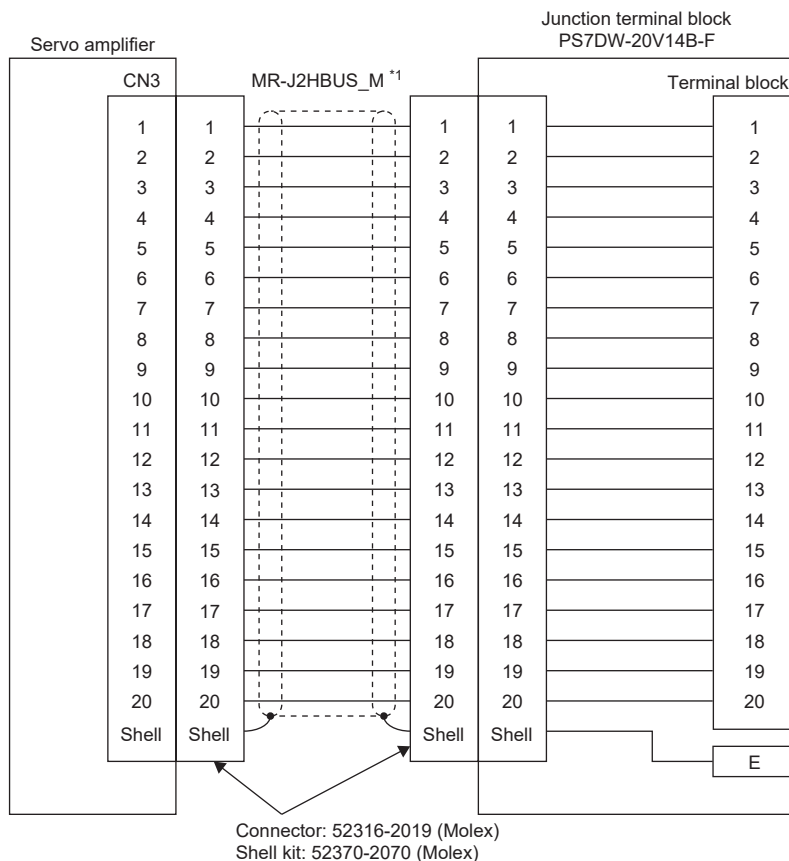 Junction terminal block
Servo amplifier PS7DW-20V14B-F
CN3 MR-J2HBUS_M *1 Terminal block
1 1 1 1 1
2 2 2 2 2
3 3 3 3 3
4 4 4 4 4
5 5 5 5 5
6 6 6 6 6
7 7 7 7 7
8 8 8 8 8
9 9 9 9 9
10 10 10 10 10
11 11 11 11 11
12 12 12 12 12
13 13 13 13 13
14 14 14 14 14
15 15 15 15 15
16 16 16 16 16
17 17 17 17 17
18 18 18 18 18
19 19 19 19 19
20 20 20 20 20
Shell Shell Shell Shell
E
Connector: 52316-2019 (Molex)
Shell kit: 52370-2070 (Molex)